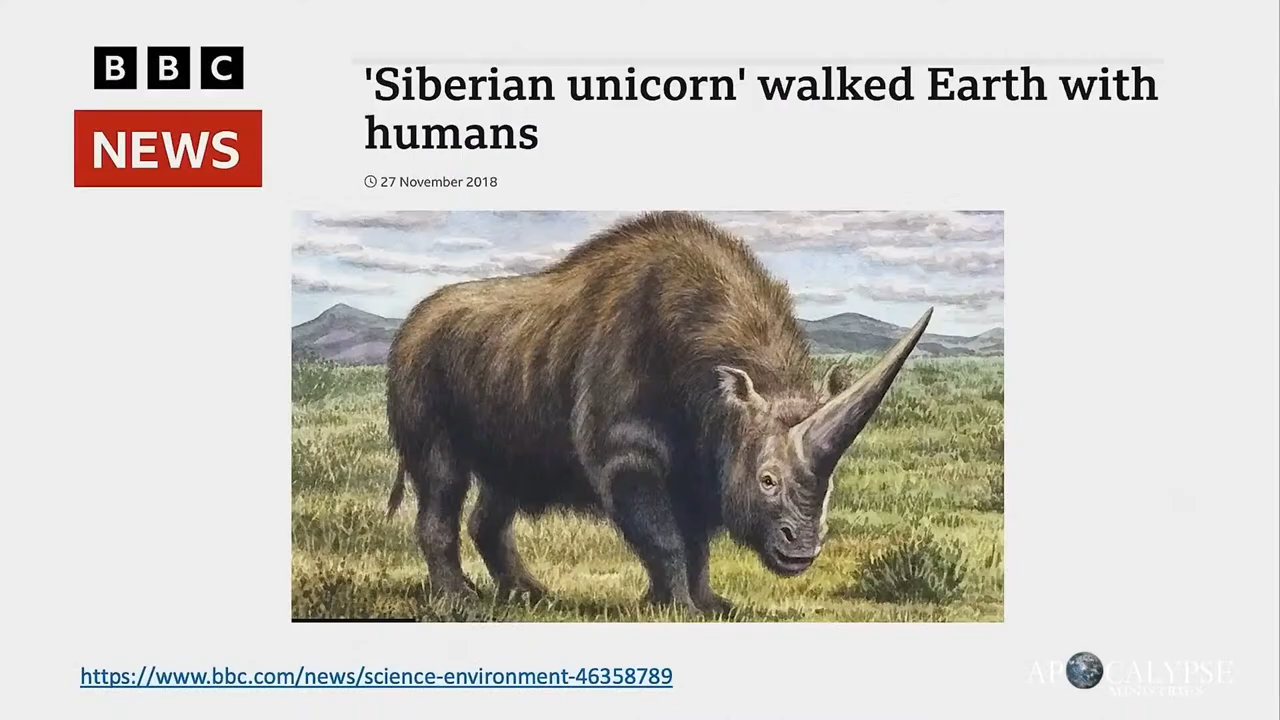 BBC
NEWS
'Siberian unicorn' walked Earth with
humans
27 November 2018
https://www.bbc.com/news/science-environment-46358789
APOCALYPSE
MINISTRIES